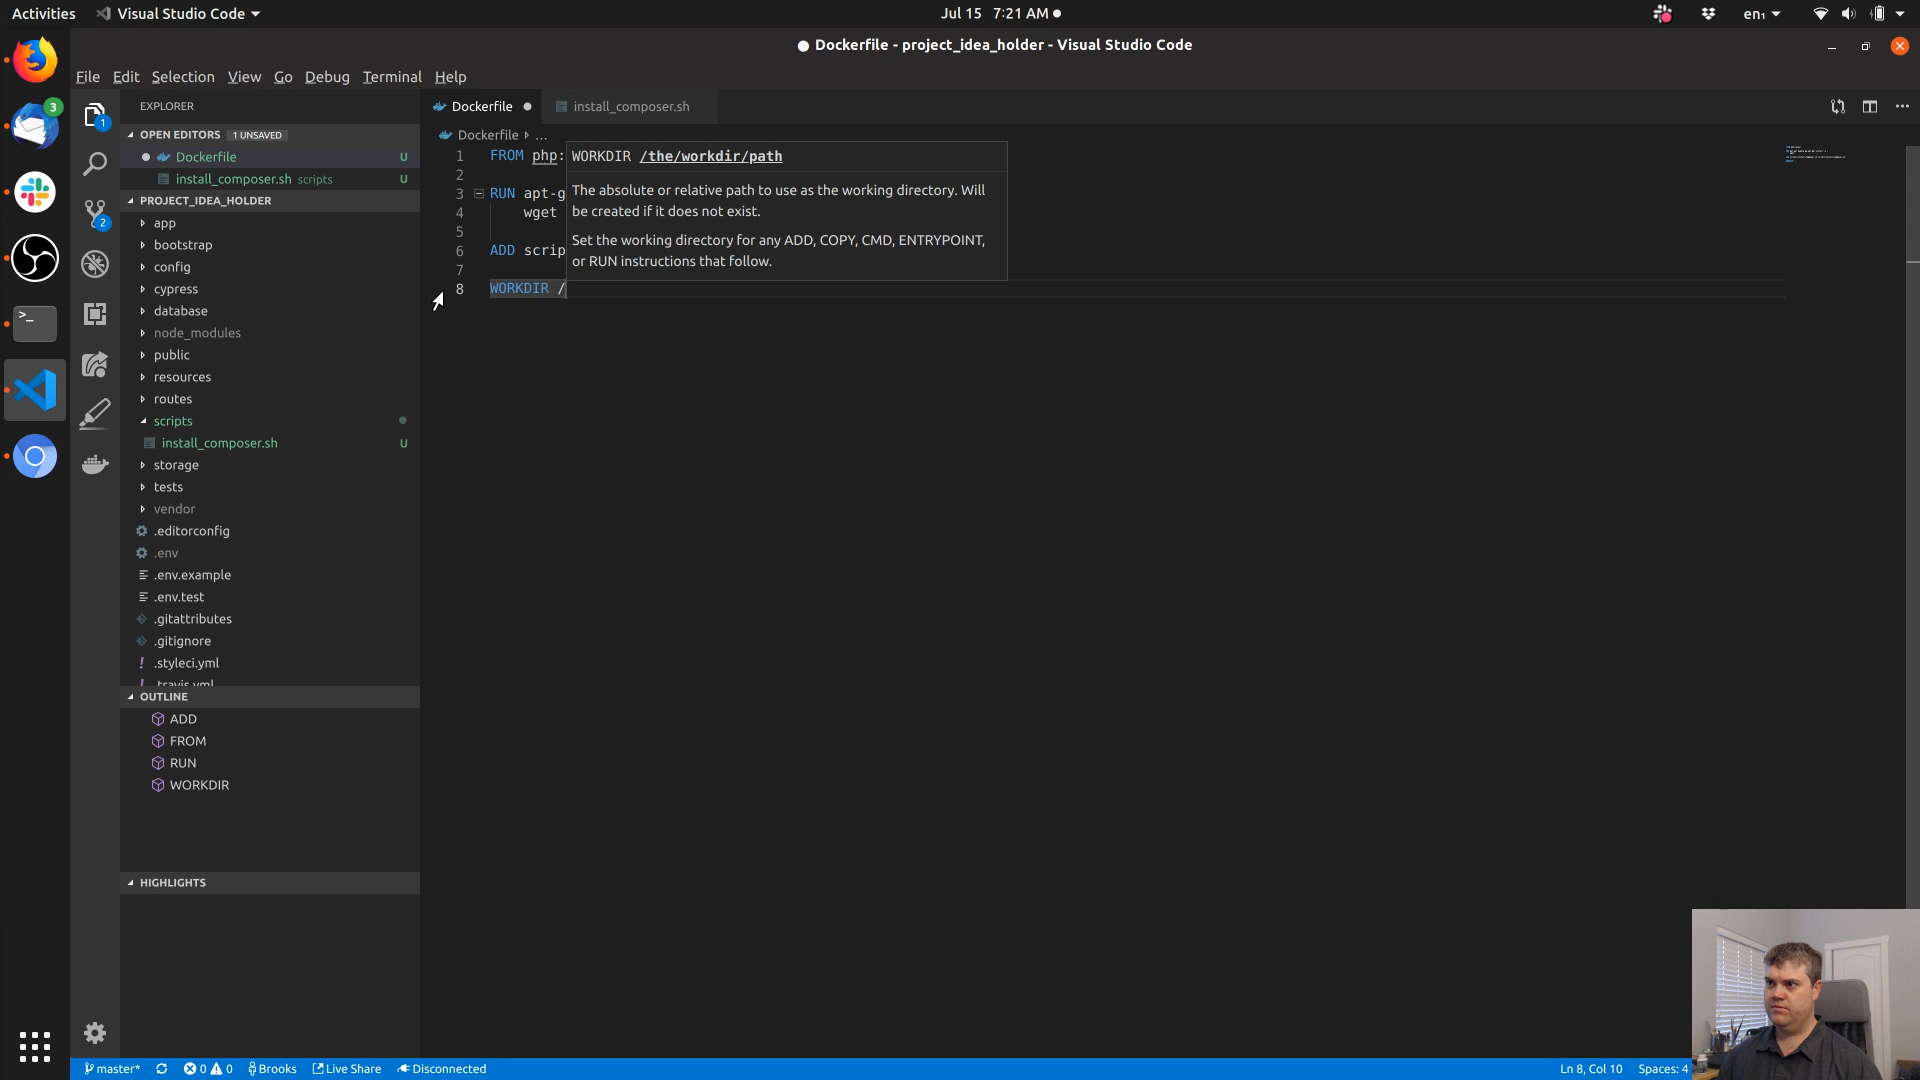 Activities Visual Studio Code Jul 15 7:21 AM en₁
Dockerfile - project_idea_holder - Visual Studio Code
File Edit Selection View Go Debug Terminal Help
3
1
2
EXPLORER
OPEN EDITORS 1 UNSAVED
Dockerfile U
install_composer.sh scripts U
PROJECT_IDEA_HOLDER
app
bootstrap
config
cypress
database
node_modules
public
resources
routes
scripts
install_composer.sh U
storage
tests
vendor
.editorconfig
.env
.env.example
.env.test
.gitattributes
.gitignore
.styleci.yml
.travis.yml
OUTLINE
ADD
FROM
RUN
WORKDIR
HIGHLIGHTS
Dockerfile install_composer.sh
Dockerfile ...
1 FROM php:
2
3 RUN apt-g
4 wget
5
6 ADD scrip
7
8 WORKDIR /
WORKDIR /the/workdir/path
The absolute or relative path to use as the working directory. Will
be created if it does not exist.
Set the working directory for any ADD, COPY, CMD, ENTRYPOINT,
or RUN instructions that follow.
master* 0 0 Brooks Live Share Disconnected Ln 8, Col 10 Spaces: 4